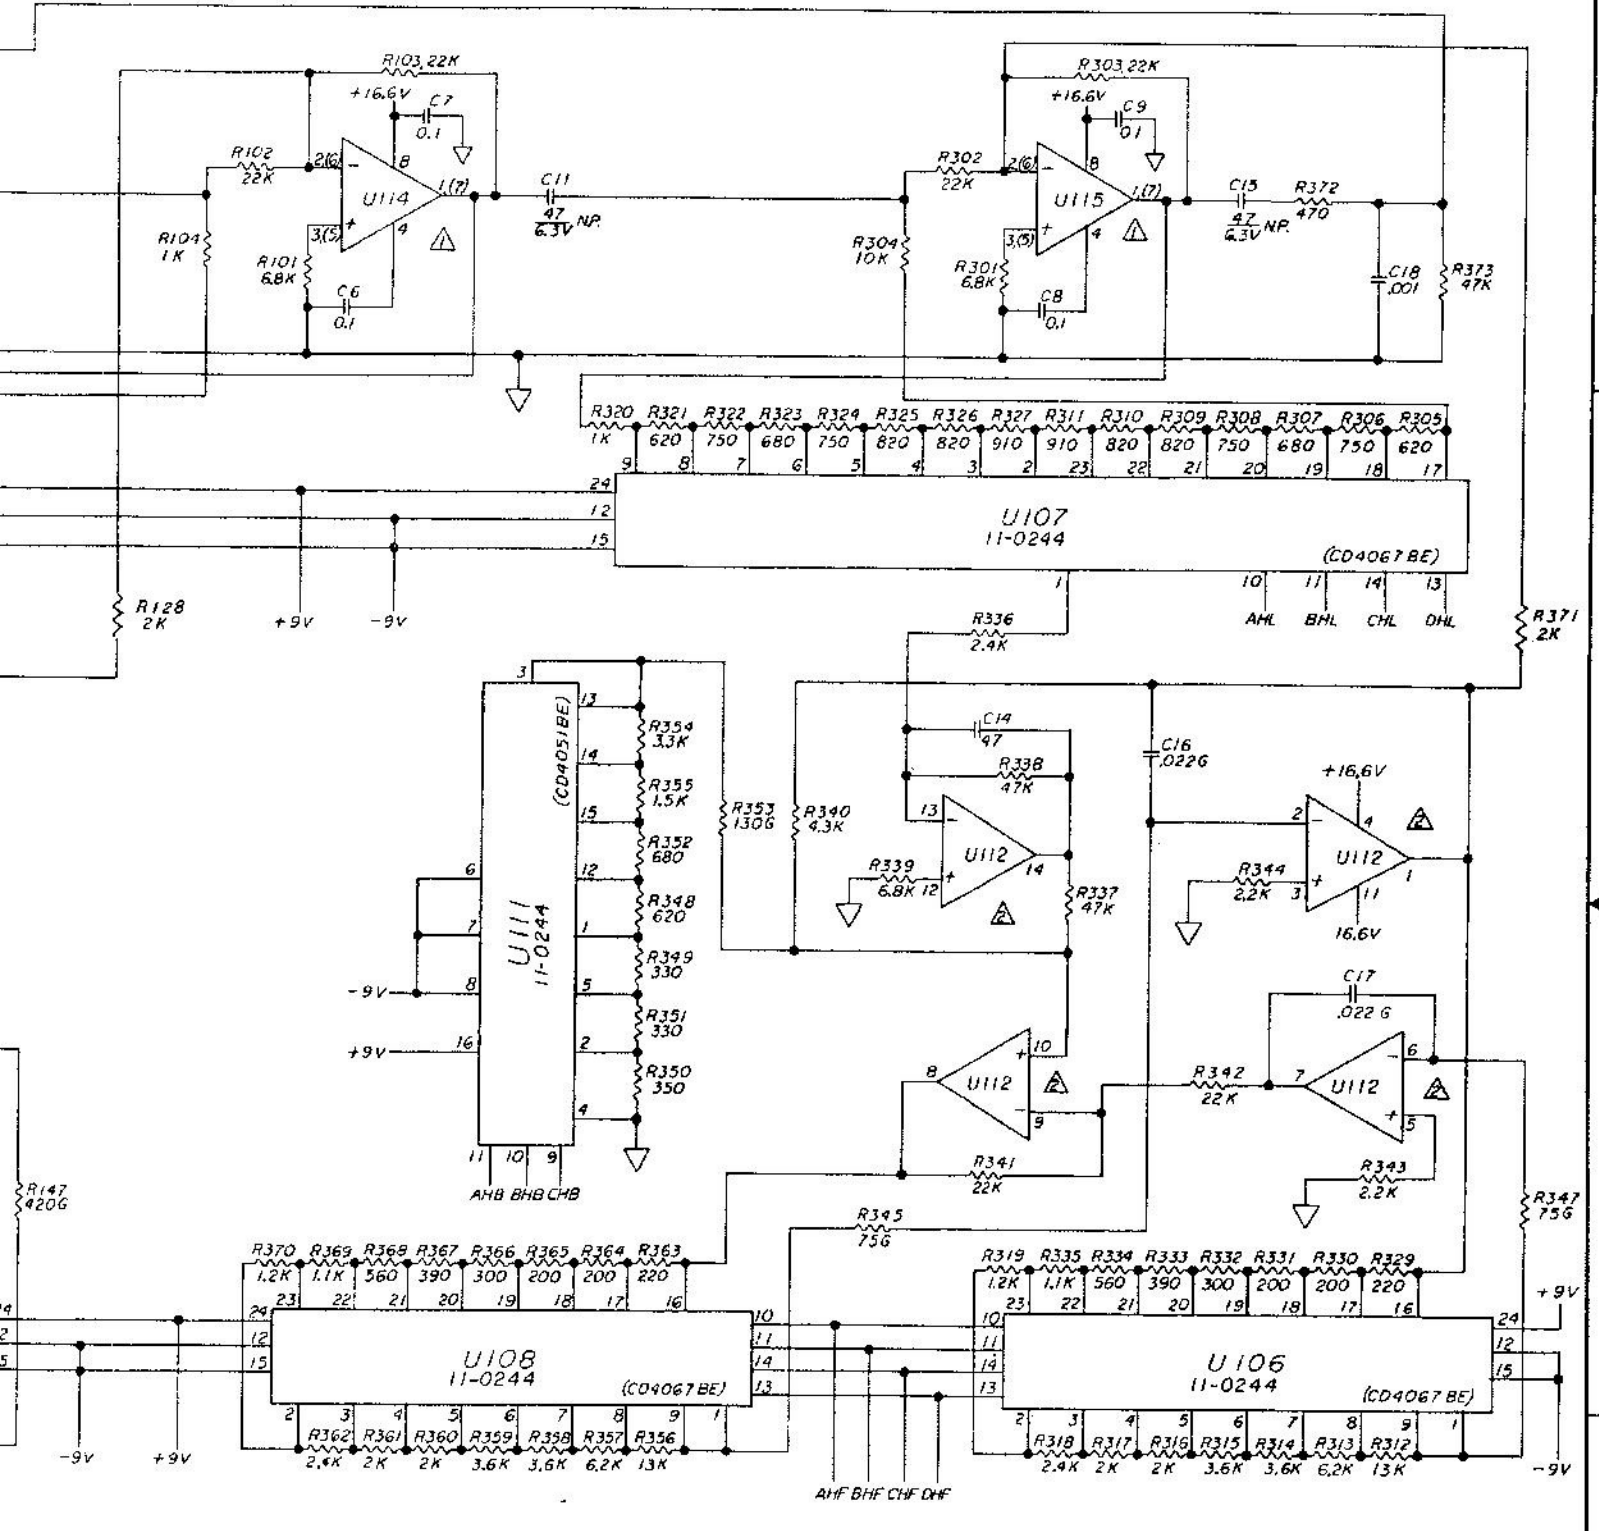 R103, 22K
+16.6V
C7
0.1
R102
22K
2(6)
-
8
U114
1,(7)
+
3,(5)
4
1
R104
1K
R101
6.8K
C6
0.1
C11
47
6.3V NP.
R303, 22K
+16.6V
C9
0.1
R302
22K
2(6)
-
8
U115
1,(7)
+
3,(5)
4
1
R304
10K
R301
6.8K
C8
0.1
C15
47
6.3V NP.
R372
470
C18
.001
R373
47K
R320 R321 R322 R323 R324 R325 R326 R327 R311 R310 R309 R308 R307 R306 R305
1K 620 750 680 750 820 820 910 910 820 820 750 680 750 620
9 8 7 6 5 4 3 2 23 22 21 20 19 18 17
24
12
15
U107
11-0244
(CD4067BE)
1 10 11 14 13
AHL BHL CHL DHL
R128
2K
+9V
-9V
R336
2.4K
R371
2K
3
13
14
15
12
1
5
2
4
(CD4051BE)
U111
11-0244
6
7
8
16
-9V
+9V
11 10 9
AHB BHB CHB
R354
3.3K
R355
1.5K
R352
680
R348
620
R349
330
R351
330
R350
350
R353
130G
R340
4.3K
C14
47
R338
47K
13
-
U112
14
+
12
R339
6.8K
2
R337
47K
C16
.022G
+16.6V
2
-
4
U112
1
+
3
11
16.6V
2
R344
2.2K
C17
.022 G
6
-
7
U112
+
5
2
R343
2.2K
R342
22K
10
+
8
U112
-
9
2
R341
22K
R345
75G
R347
75G
R147
420G
R370 R369 R368 R367 R366 R365 R364 R363
1.2K 1.1K 560 390 300 200 200 220
23 22 21 20 19 18 17 16
24
12
15
U108
11-0244
(CD4067BE)
10
11
14
13
2 3 4 5 6 7 8 9 1
R362 R361 R360 R359 R358 R357 R356
2.4K 2K 2K 3.6K 3.6K 6.2K 13K
-9V
+9V
4
2
5
AHF BHF CHF DHF
R319 R335 R334 R333 R332 R331 R330 R329
1.2K 1.1K 560 390 300 200 200 220
23 22 21 20 19 18 17 16
10
11
14
13
U106
11-0244
(CD4067BE)
24
12
15
+9V
-9V
2 3 4 5 6 7 8 9 1
R318 R317 R316 R315 R314 R313 R312
2.4K 2K 2K 3.6K 3.6K 6.2K 13K